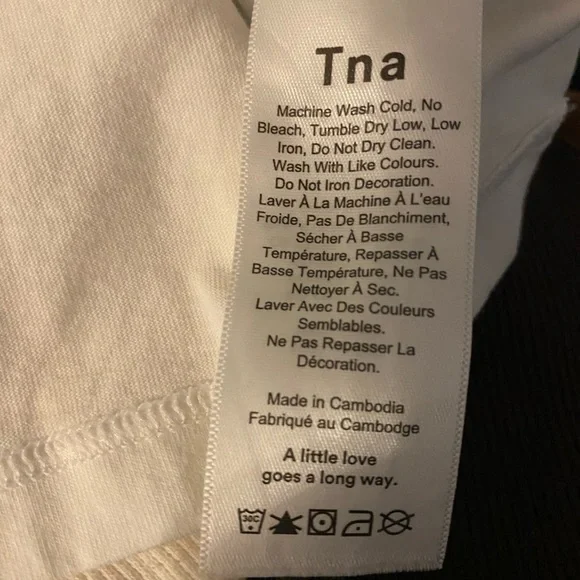 Tna
Machine Wash Cold, No
Bleach, Tumble Dry Low, Low
Iron, Do Not Dry Clean.
Wash With Like Colours.
Do Not Iron Decoration.
Laver À La Machine À L'eau
Froide, Pas De Blanchiment,
Sécher À Basse
Température, Repasser À
Basse Température, Ne Pas
Nettoyer À Sec.
Laver Avec Des Couleurs
Semblables.
Ne Pas Repasser La
Décoration.
Made in Cambodia
Fabriqué au Cambodge
A little love
goes a long way.
30C